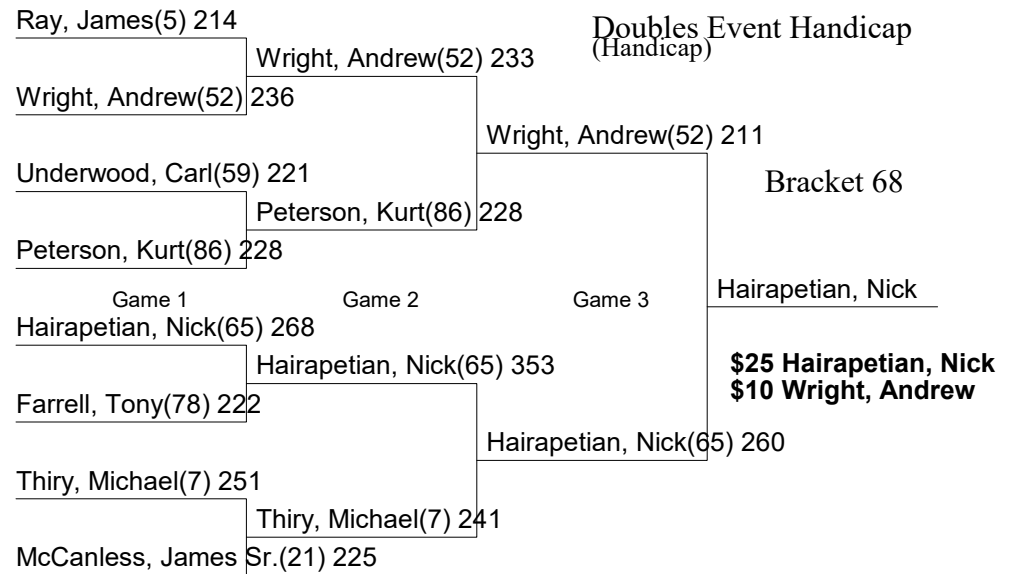 Ray, James(5) 214
Doubles Event Handicap
(Handicap)
Wright, Andrew(52) 233
Wright, Andrew(52) 236
Wright, Andrew(52) 211
Underwood, Carl(59) 221
Bracket 68
Peterson, Kurt(86) 228
Peterson, Kurt(86) 228
Game 1 Game 2 Game 3
Hairapetian, Nick
Hairapetian, Nick(65) 268
Hairapetian, Nick(65) 353
$25 Hairapetian, Nick
$10 Wright, Andrew
Farrell, Tony(78) 222
Hairapetian, Nick(65) 260
Thiry, Michael(7) 251
Thiry, Michael(7) 241
McCanless, James Sr.(21) 225